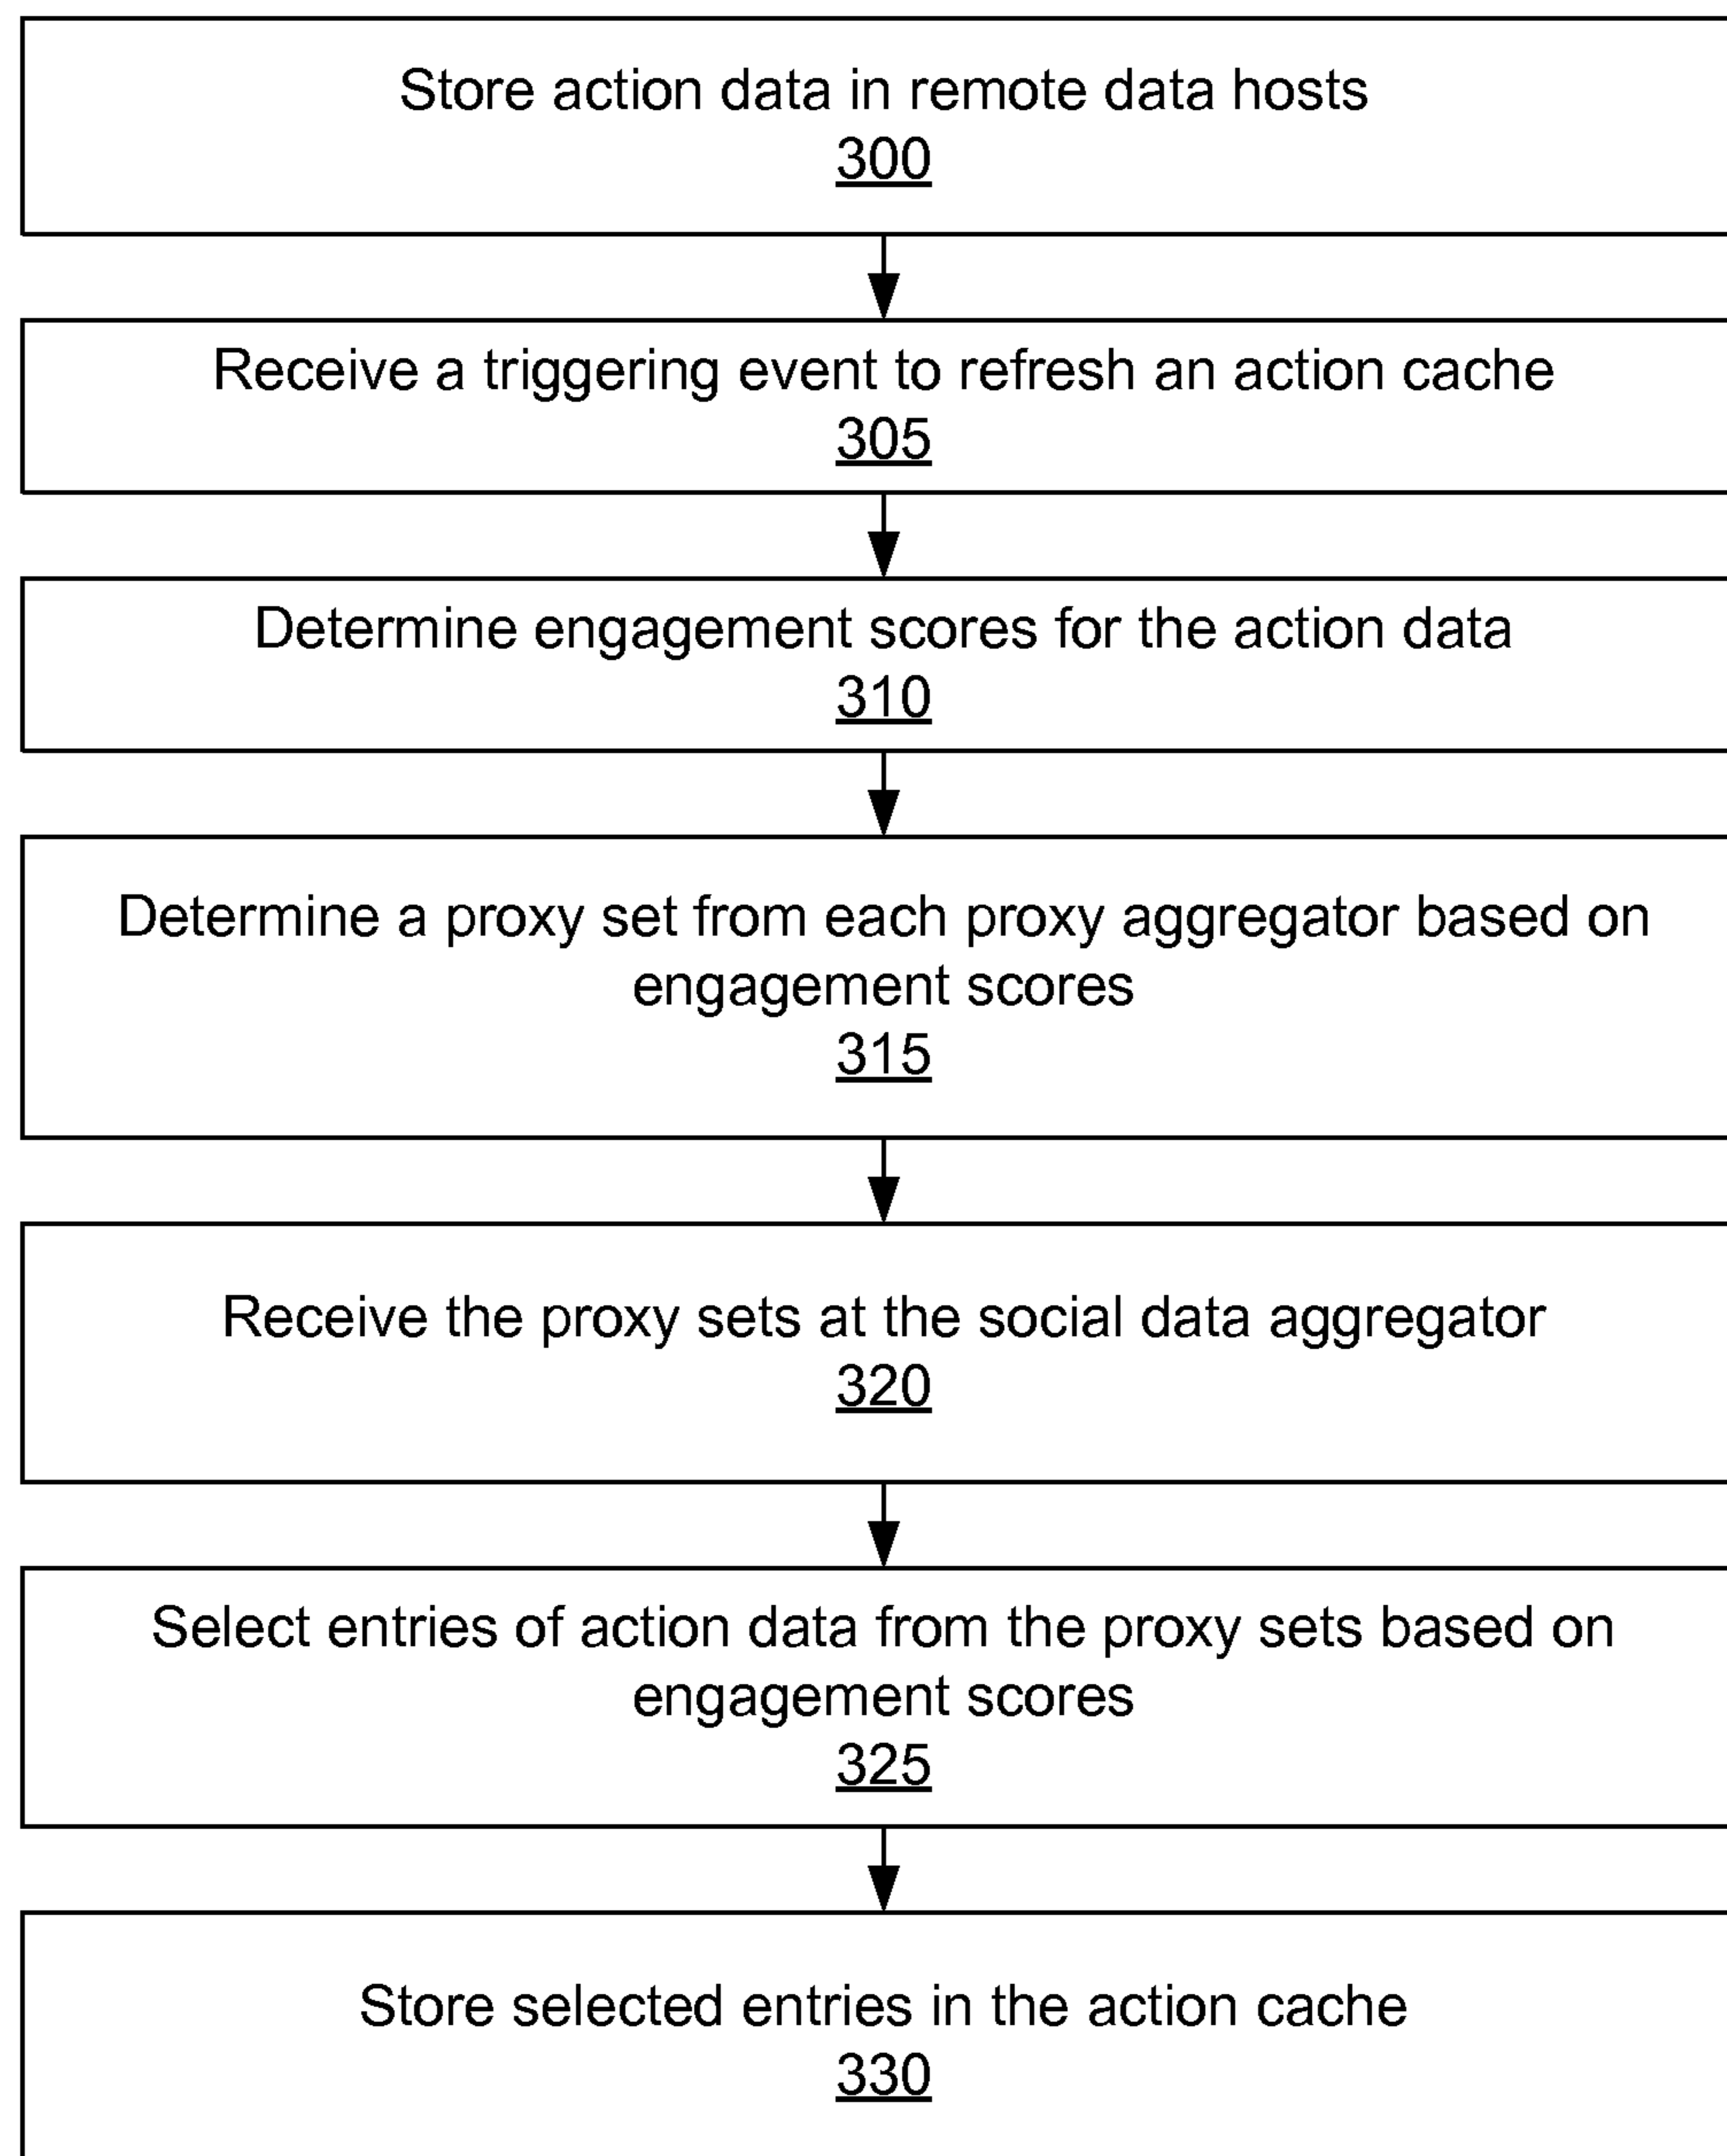 Store action data in remote data hosts
300
Receive a triggering event to refresh an action cache
305
Determine engagement scores for the action data
310
Determine a proxy set from each proxy aggregator based on
engagement scores
315
Receive the proxy sets at the social data aggregator
320
Select entries of action data from the proxy sets based on
engagement scores
325
Store selected entries in the action cache
330